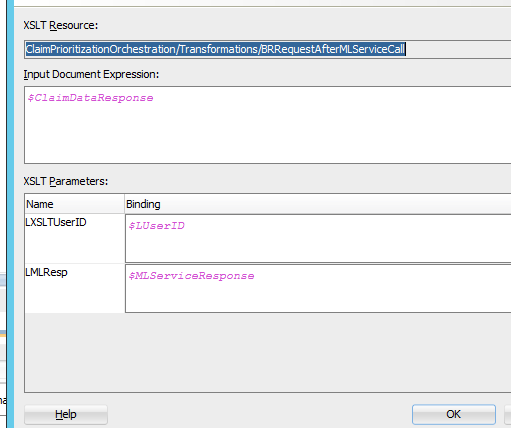 XSLT Resource:
ClaimPrioritizationOrchestration/Transformations/BRRequestAfterMLServiceCall
Input Document Expression:
$ClaimDataResponse
XSLT Parameters:
Name Binding
LXSLTUserID $LUserID
LMLResp $MLServiceResponse
Help OK